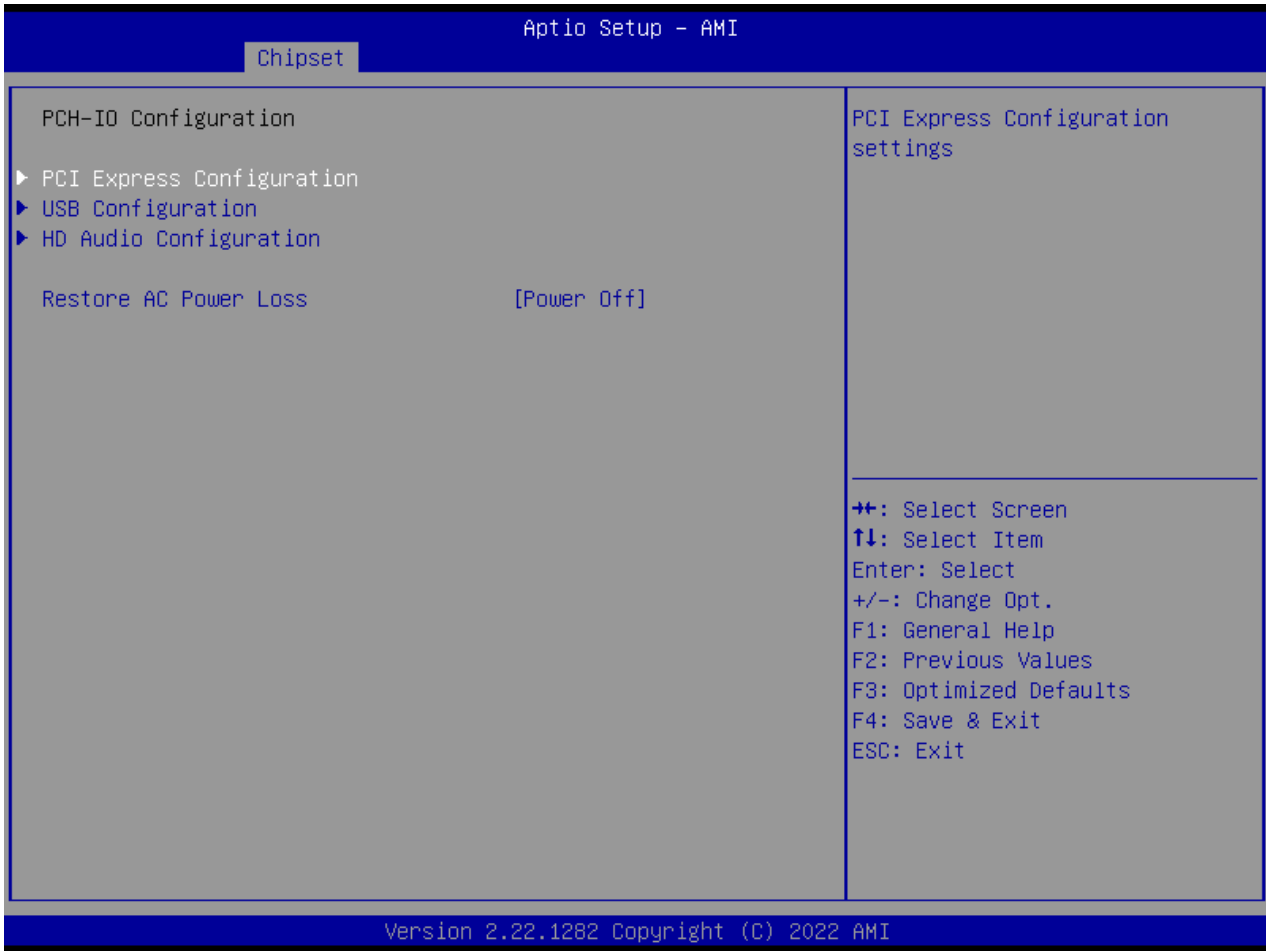 Aptio Setup – AMI
Chipset
PCH-IO Configuration
PCI Express Configuration
USB Configuration
HD Audio Configuration
Restore AC Power Loss [Power Off]
PCI Express Configuration
settings
→←: Select Screen
↑↓: Select Item
Enter: Select
+/-: Change Opt.
F1: General Help
F2: Previous Values
F3: Optimized Defaults
F4: Save & Exit
ESC: Exit
Version 2.22.1282 Copyright (C) 2022 AMI